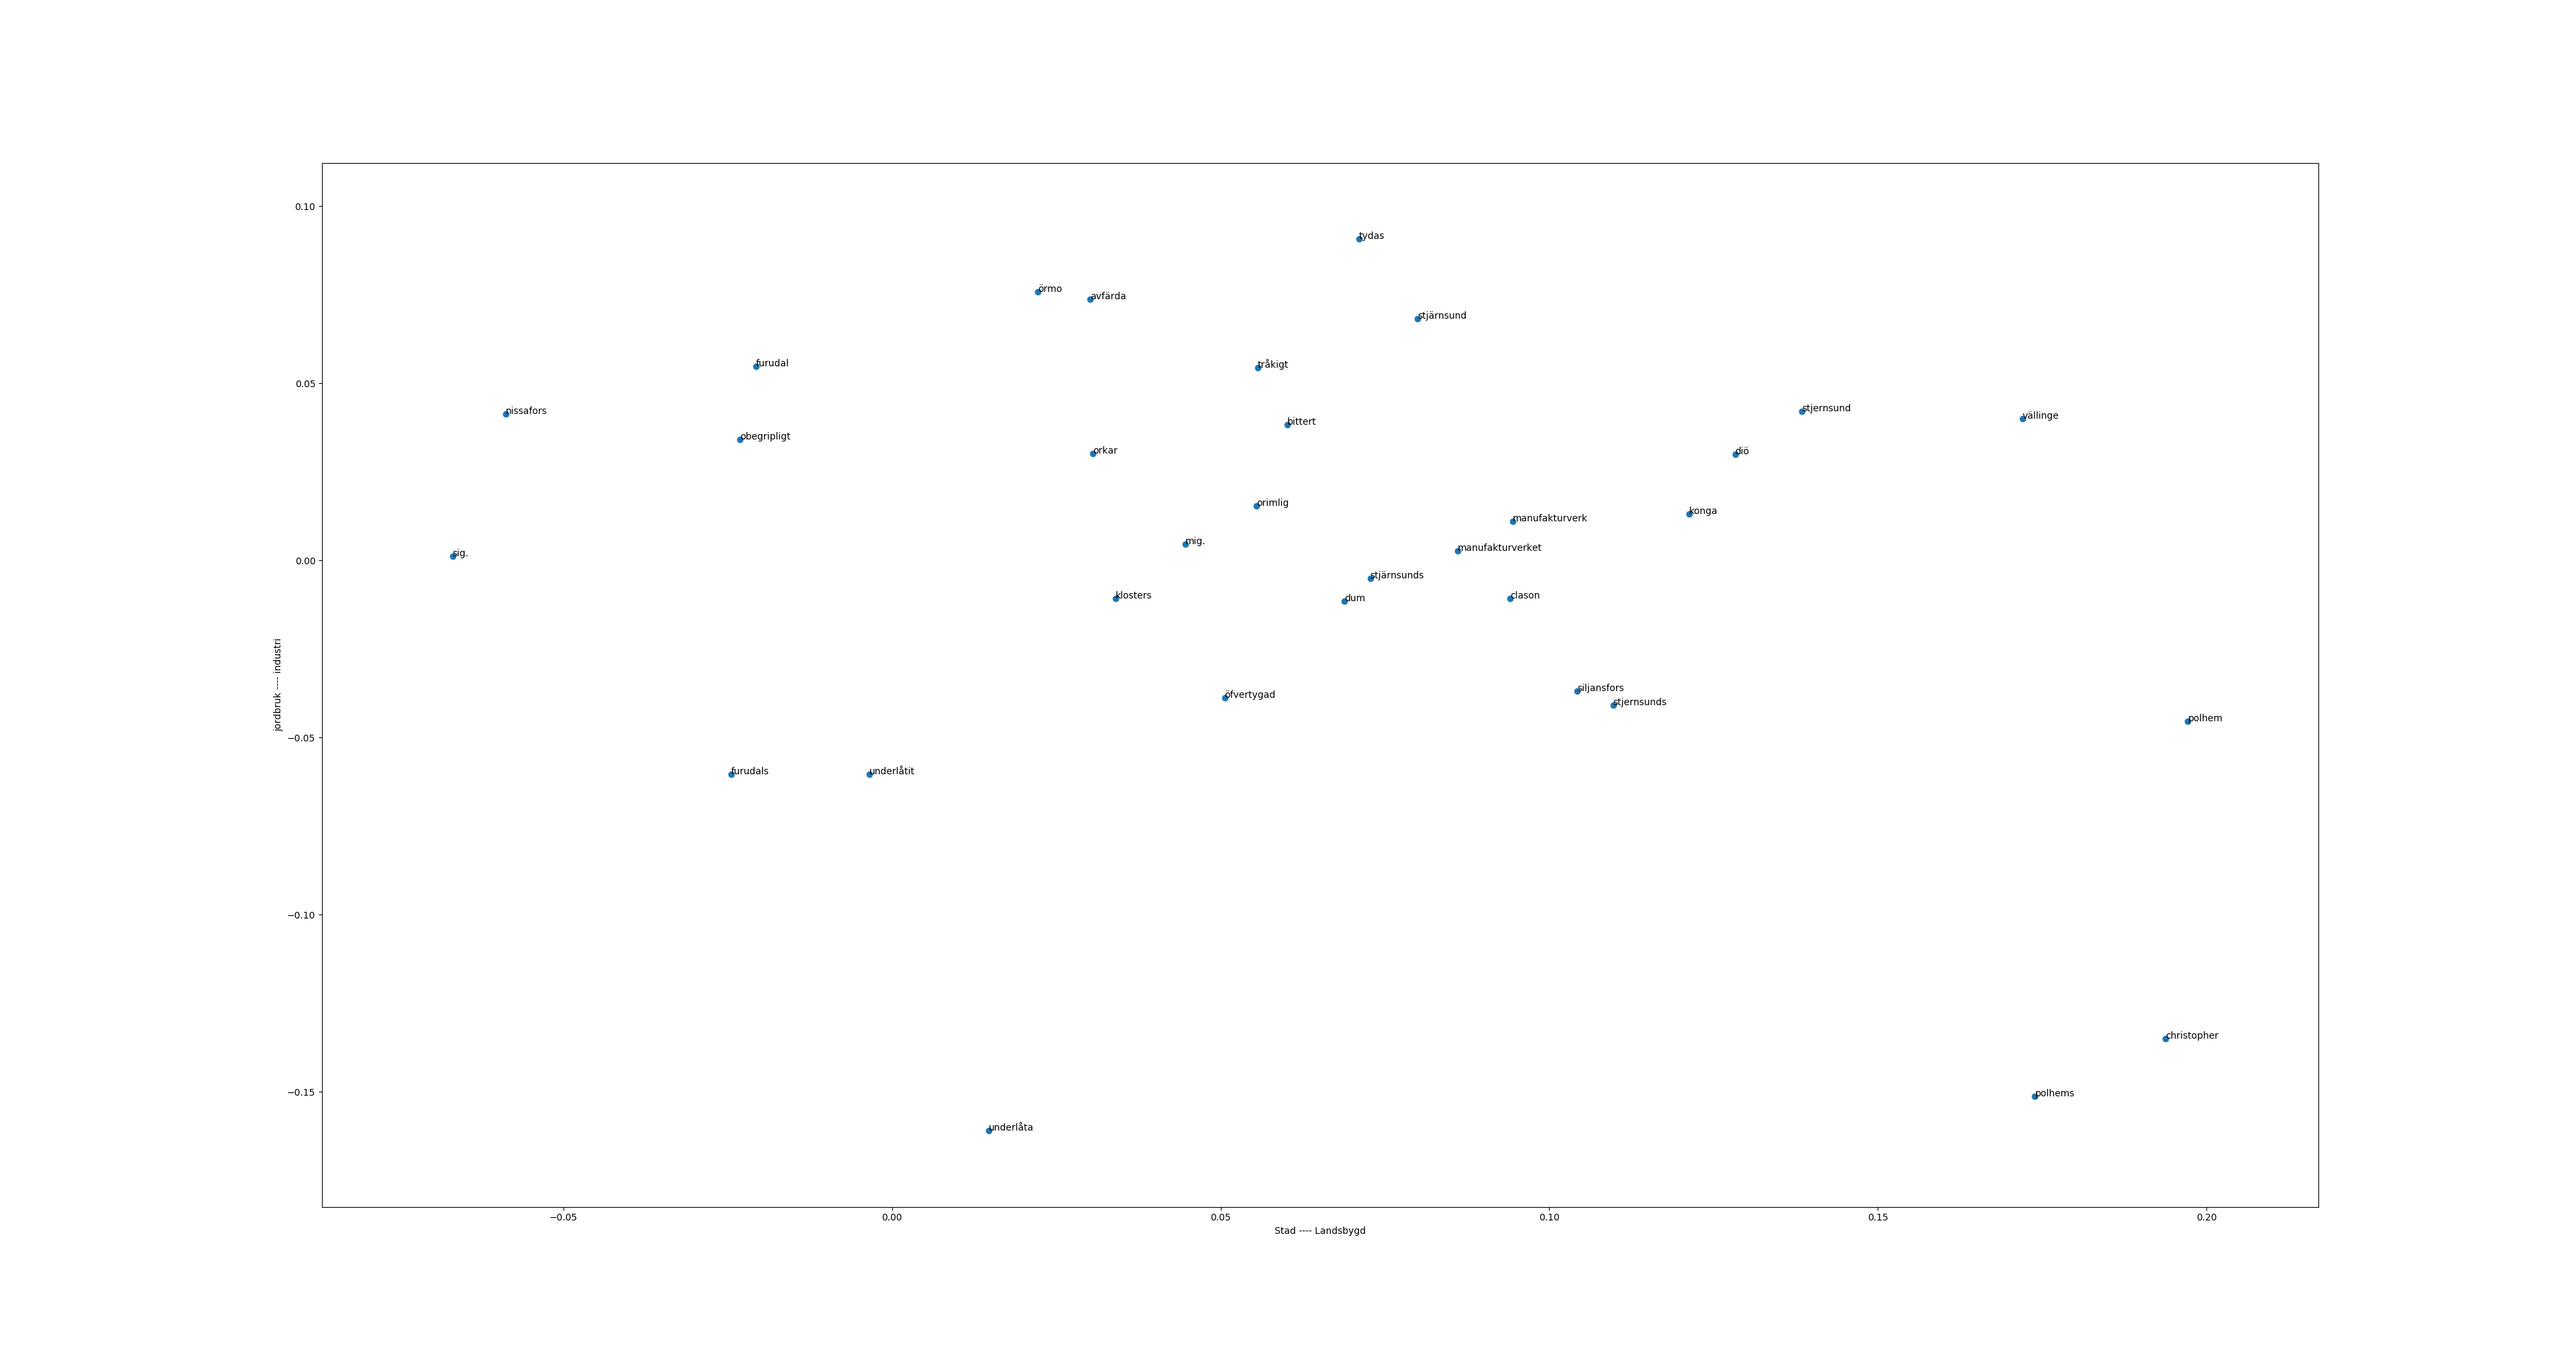 0.10
0.05
0.00
−0.05
−0.10
−0.15
jordbruk ---- industri
tydas
örmo
avfärda
stjärnsund
furudal
tråkigt
nissafors
stjernsund
vällinge
bittert
obegripligt
orkar
diö
orimlig
konga
manufakturverk
mig.
manufakturverket
sig.
stjärnsunds
klosters
dum
clason
siljansfors
öfvertygad
stjernsunds
polhem
furudals
underlåtit
christopher
polhems
underlåta
−0.05
0.00
0.05
0.10
0.15
0.20
Stad ---- Landsbygd